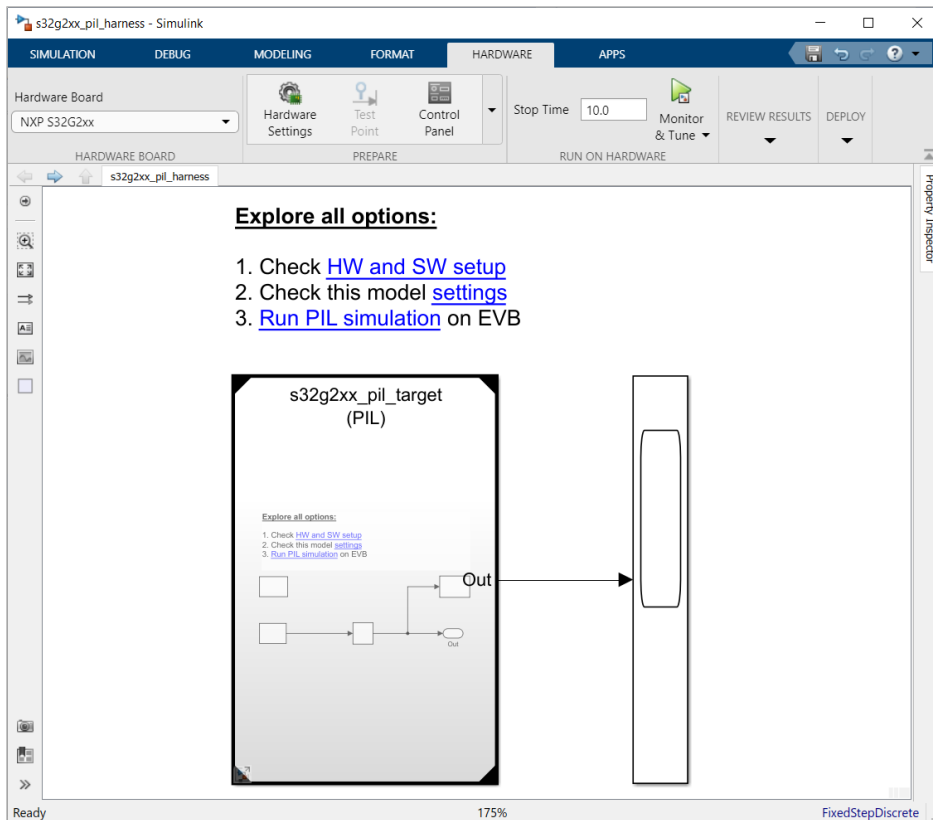 s32g2xx_pil_harness - Simulink
SIMULATION DEBUG MODELING FORMAT HARDWARE APPS
Hardware Board
NXP S32G2xx
HARDWARE BOARD
Hardware Settings
Test Point
Control Panel
PREPARE
Stop Time 10.0
Monitor & Tune
RUN ON HARDWARE
REVIEW RESULTS
DEPLOY
s32g2xx_pil_harness
Property Inspector
Explore all options:
1. Check HW and SW setup
2. Check this model settings
3. Run PIL simulation on EVB
s32g2xx_pil_target
(PIL)
Explore all options:
1. Check HW and SW setup
2. Check this model settings
3. Run PIL simulation on EVB
Out
Out
Ready 175% FixedStepDiscrete